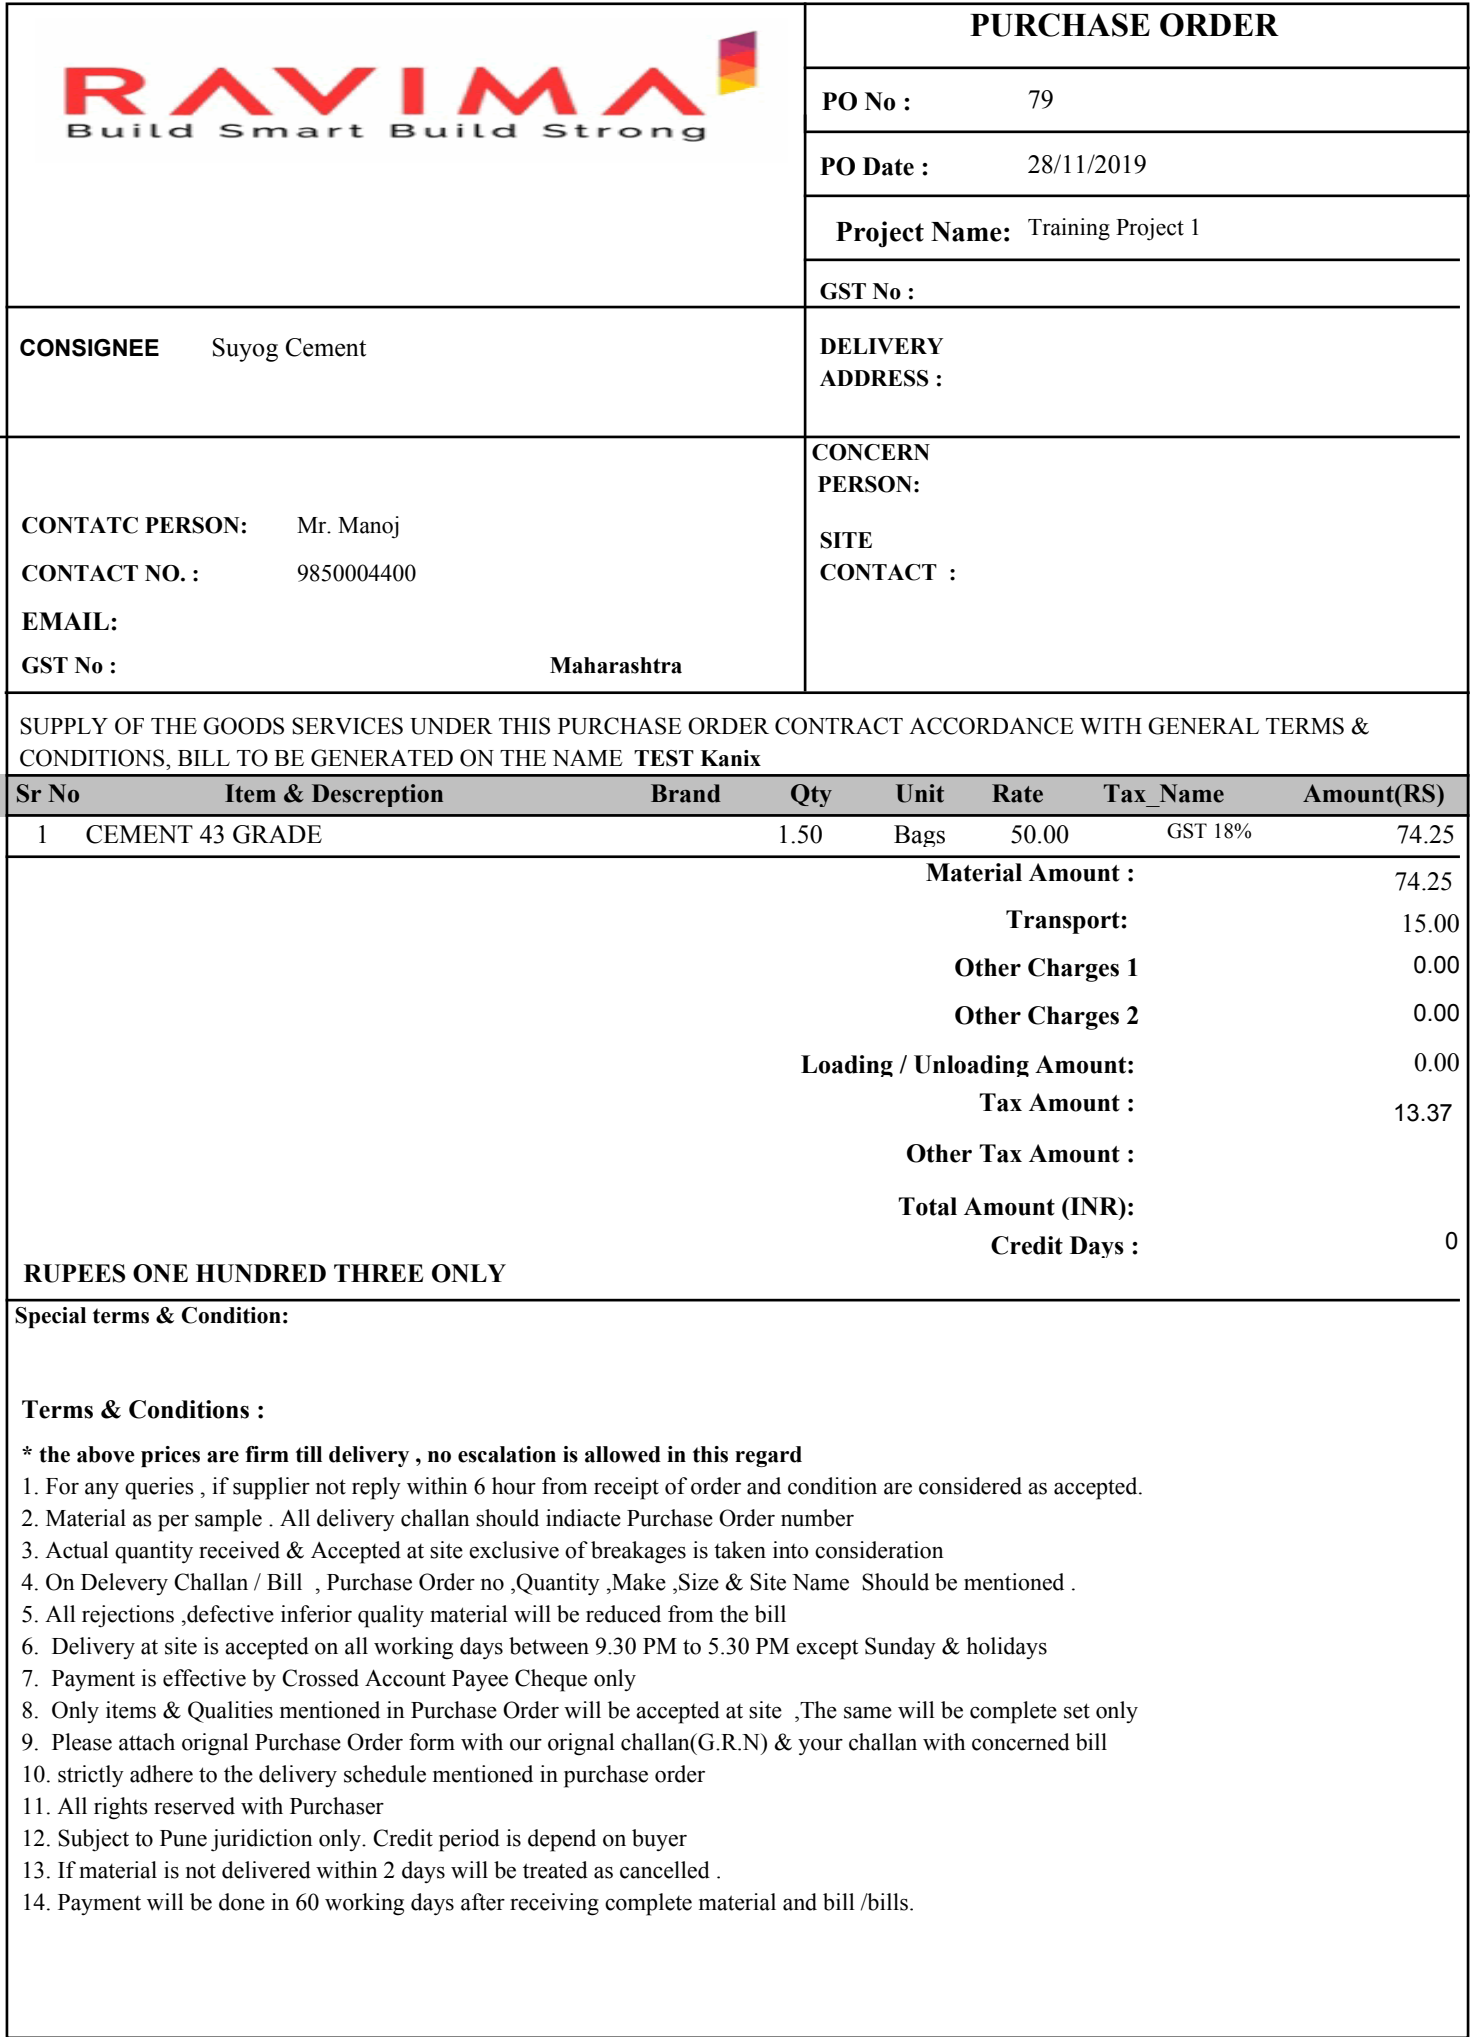 RAVIMA
Build Smart Build Strong
PURCHASE ORDER
PO No : 79
PO Date : 28/11/2019
Project Name: Training Project 1
GST No :
CONSIGNEE Suyog Cement
DELIVERY
ADDRESS :
CONCERN
PERSON:
CONTATC PERSON: Mr. Manoj
SITE
CONTACT :
CONTACT NO. : 9850004400
EMAIL:
GST No : Maharashtra
SUPPLY OF THE GOODS SERVICES UNDER THIS PURCHASE ORDER CONTRACT ACCORDANCE WITH GENERAL TERMS &
CONDITIONS, BILL TO BE GENERATED ON THE NAME TEST Kanix
Sr No Item & Descreption Brand Qty Unit Rate Tax_Name Amount(RS)
1 CEMENT 43 GRADE 1.50 Bags 50.00 GST 18% 74.25
Material Amount : 74.25
Transport: 15.00
Other Charges 1 0.00
Other Charges 2 0.00
Loading / Unloading Amount: 0.00
Tax Amount : 13.37
Other Tax Amount :
Total Amount (INR):
Credit Days : 0
RUPEES ONE HUNDRED THREE ONLY
Special terms & Condition:
Terms & Conditions :
* the above prices are firm till delivery , no escalation is allowed in this regard
1. For any queries , if supplier not reply within 6 hour from receipt of order and condition are considered as accepted.
2. Material as per sample . All delivery challan should indiacte Purchase Order number
3. Actual quantity received & Accepted at site exclusive of breakages is taken into consideration
4. On Delevery Challan / Bill , Purchase Order no ,Quantity ,Make ,Size & Site Name Should be mentioned .
5. All rejections ,defective inferior quality material will be reduced from the bill
6. Delivery at site is accepted on all working days between 9.30 PM to 5.30 PM except Sunday & holidays
7. Payment is effective by Crossed Account Payee Cheque only
8. Only items & Qualities mentioned in Purchase Order will be accepted at site ,The same will be complete set only
9. Please attach orignal Purchase Order form with our orignal challan(G.R.N) & your challan with concerned bill
10. strictly adhere to the delivery schedule mentioned in purchase order
11. All rights reserved with Purchaser
12. Subject to Pune juridiction only. Credit period is depend on buyer
13. If material is not delivered within 2 days will be treated as cancelled .
14. Payment will be done in 60 working days after receiving complete material and bill /bills.